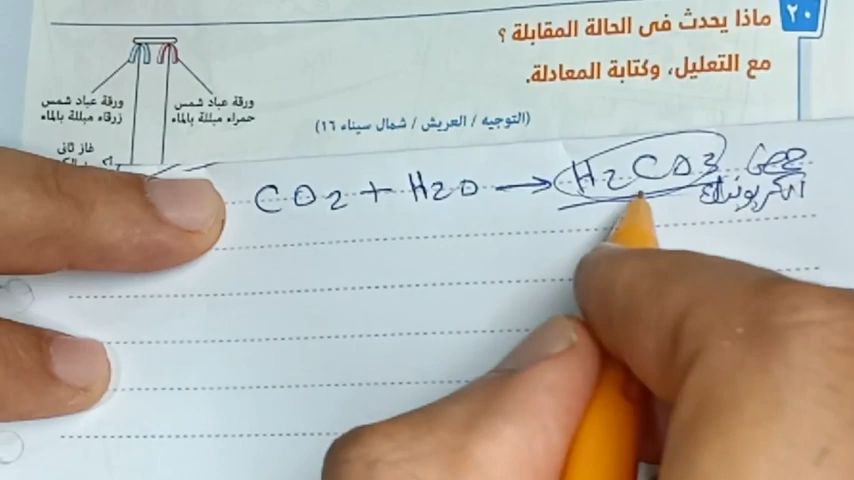 ٢٠ ماذا يحدث فى الحالة المقابلة ؟
مع التعليل، وكتابة المعادلة.
(التوجيه / العريش / شمال سيناء ١٦)
ورقة عباد شمس
حمراء مبللة بالماء
ورقة عباد شمس
زرقاء مبللة بالماء
غاز ثانى
CO2 + H2O → H2CO3
الكربونيك